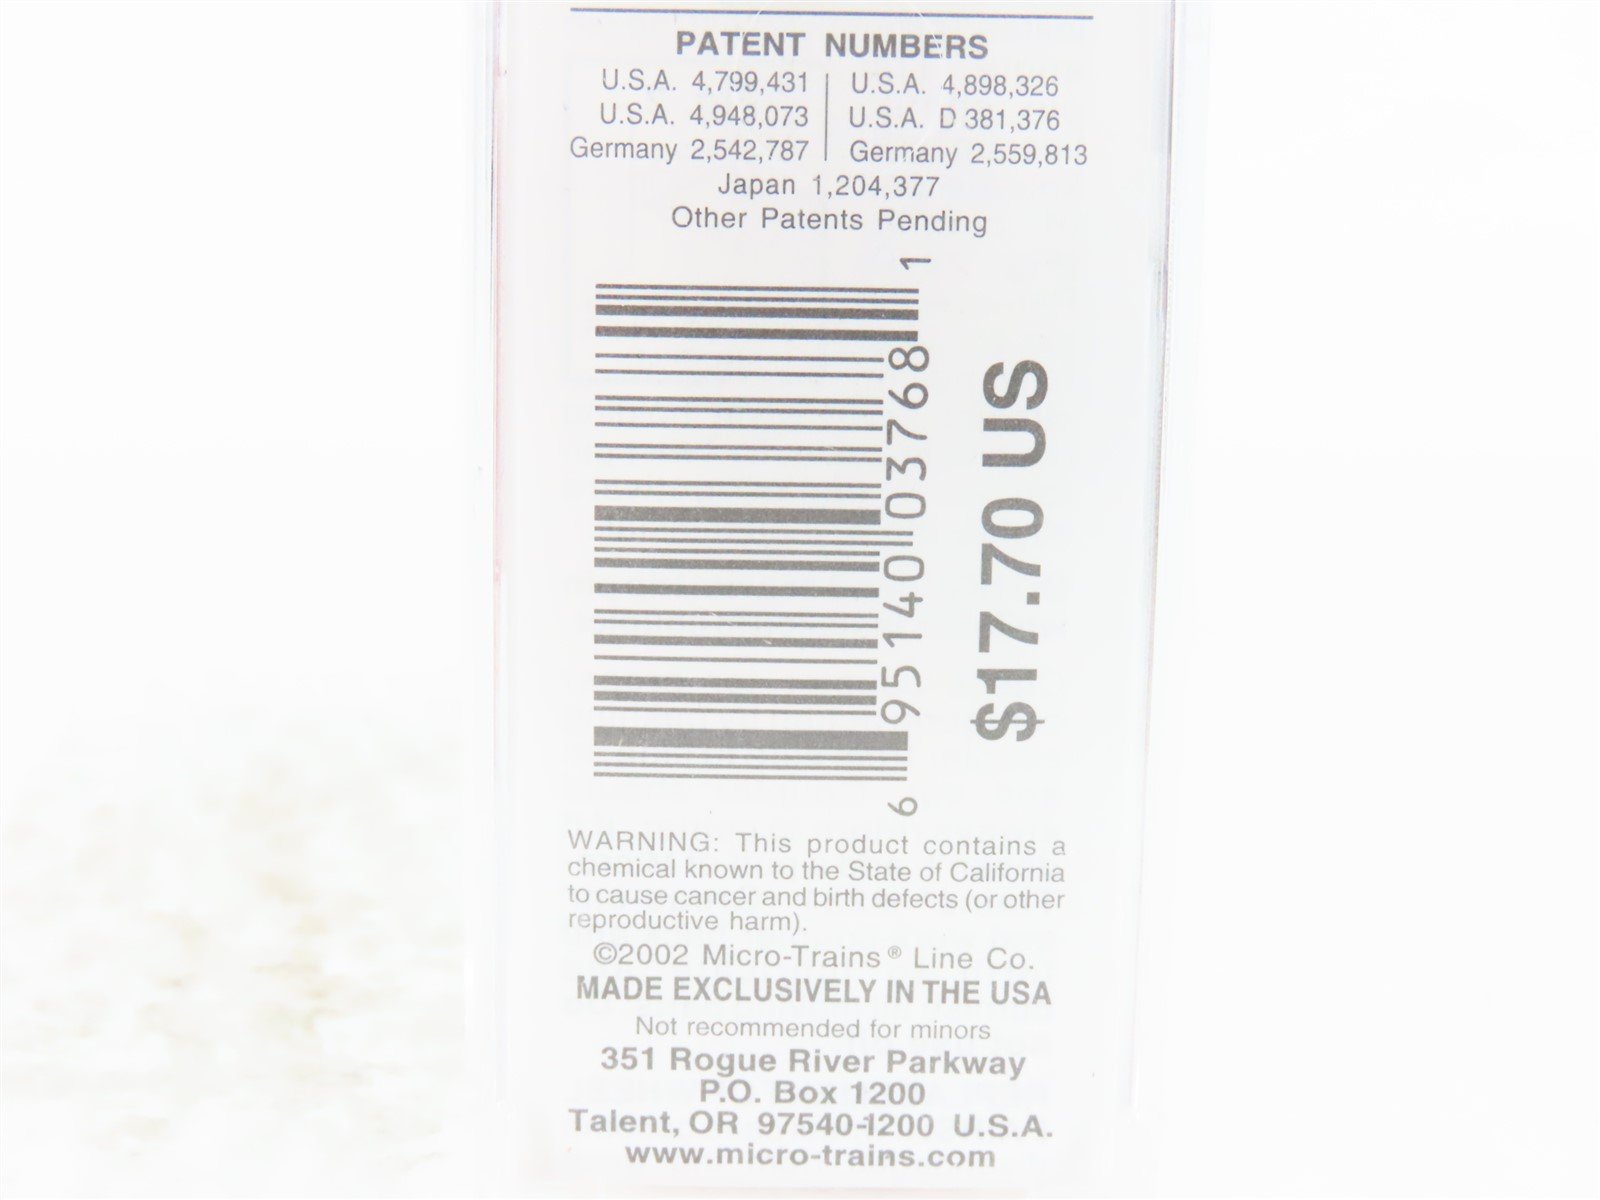 PATENT NUMBERS
U.S.A. 4,799,431 | U.S.A. 4,898,326
U.S.A. 4,948,073 | U.S.A. D 381,376
Germany 2,542,787 | Germany 2,559,813
Japan 1,204,377
Other Patents Pending
6 95140 03768 1
$17.70 US
WARNING: This product contains a
chemical known to the State of California
to cause cancer and birth defects (or other
reproductive harm).
©2002 Micro-Trains® Line Co.
MADE EXCLUSIVELY IN THE USA
Not recommended for minors
351 Rogue River Parkway
P.O. Box 1200
Talent, OR 97540-1200 U.S.A.
www.micro-trains.com